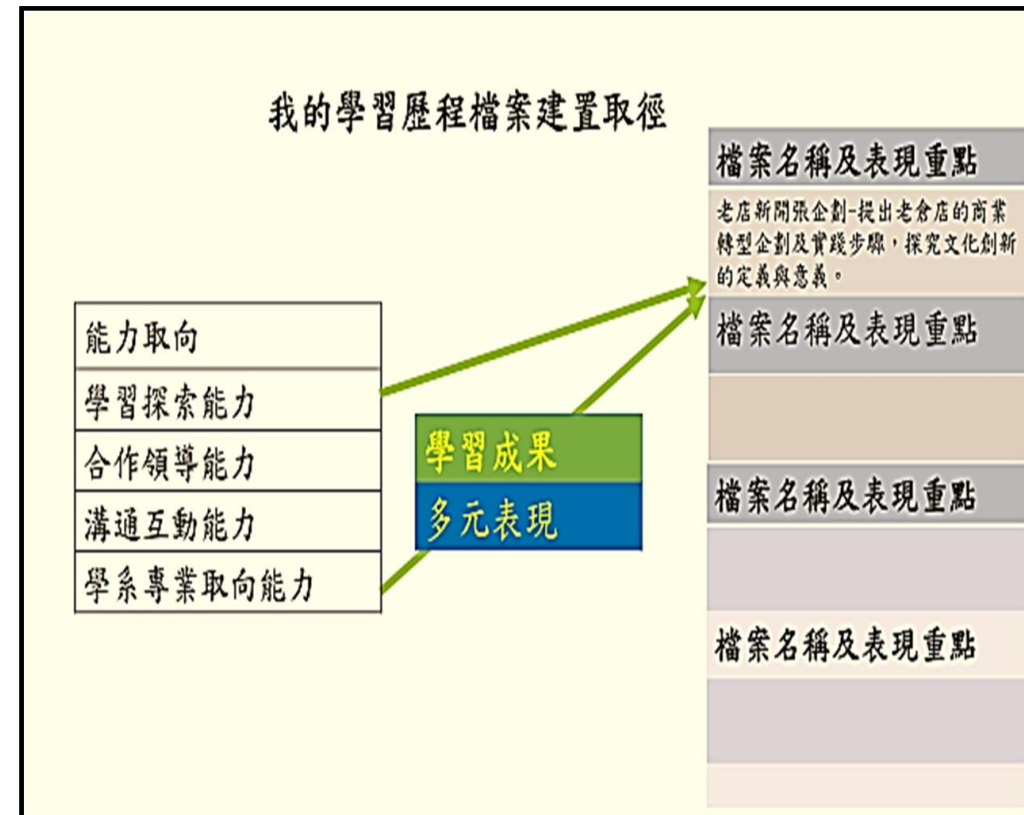 我的學習歷程檔案建置取徑
能力取向
學習探索能力
合作領導能力
溝通互動能力
學系專業取向能力
學習成果
多元表現
檔案名稱及表現重點
老店新開張企劃-提出老倉店的商業
轉型企劃及實踐步驟，探究文化創新
的定義與意義。
檔案名稱及表現重點
檔案名稱及表現重點
檔案名稱及表現重點